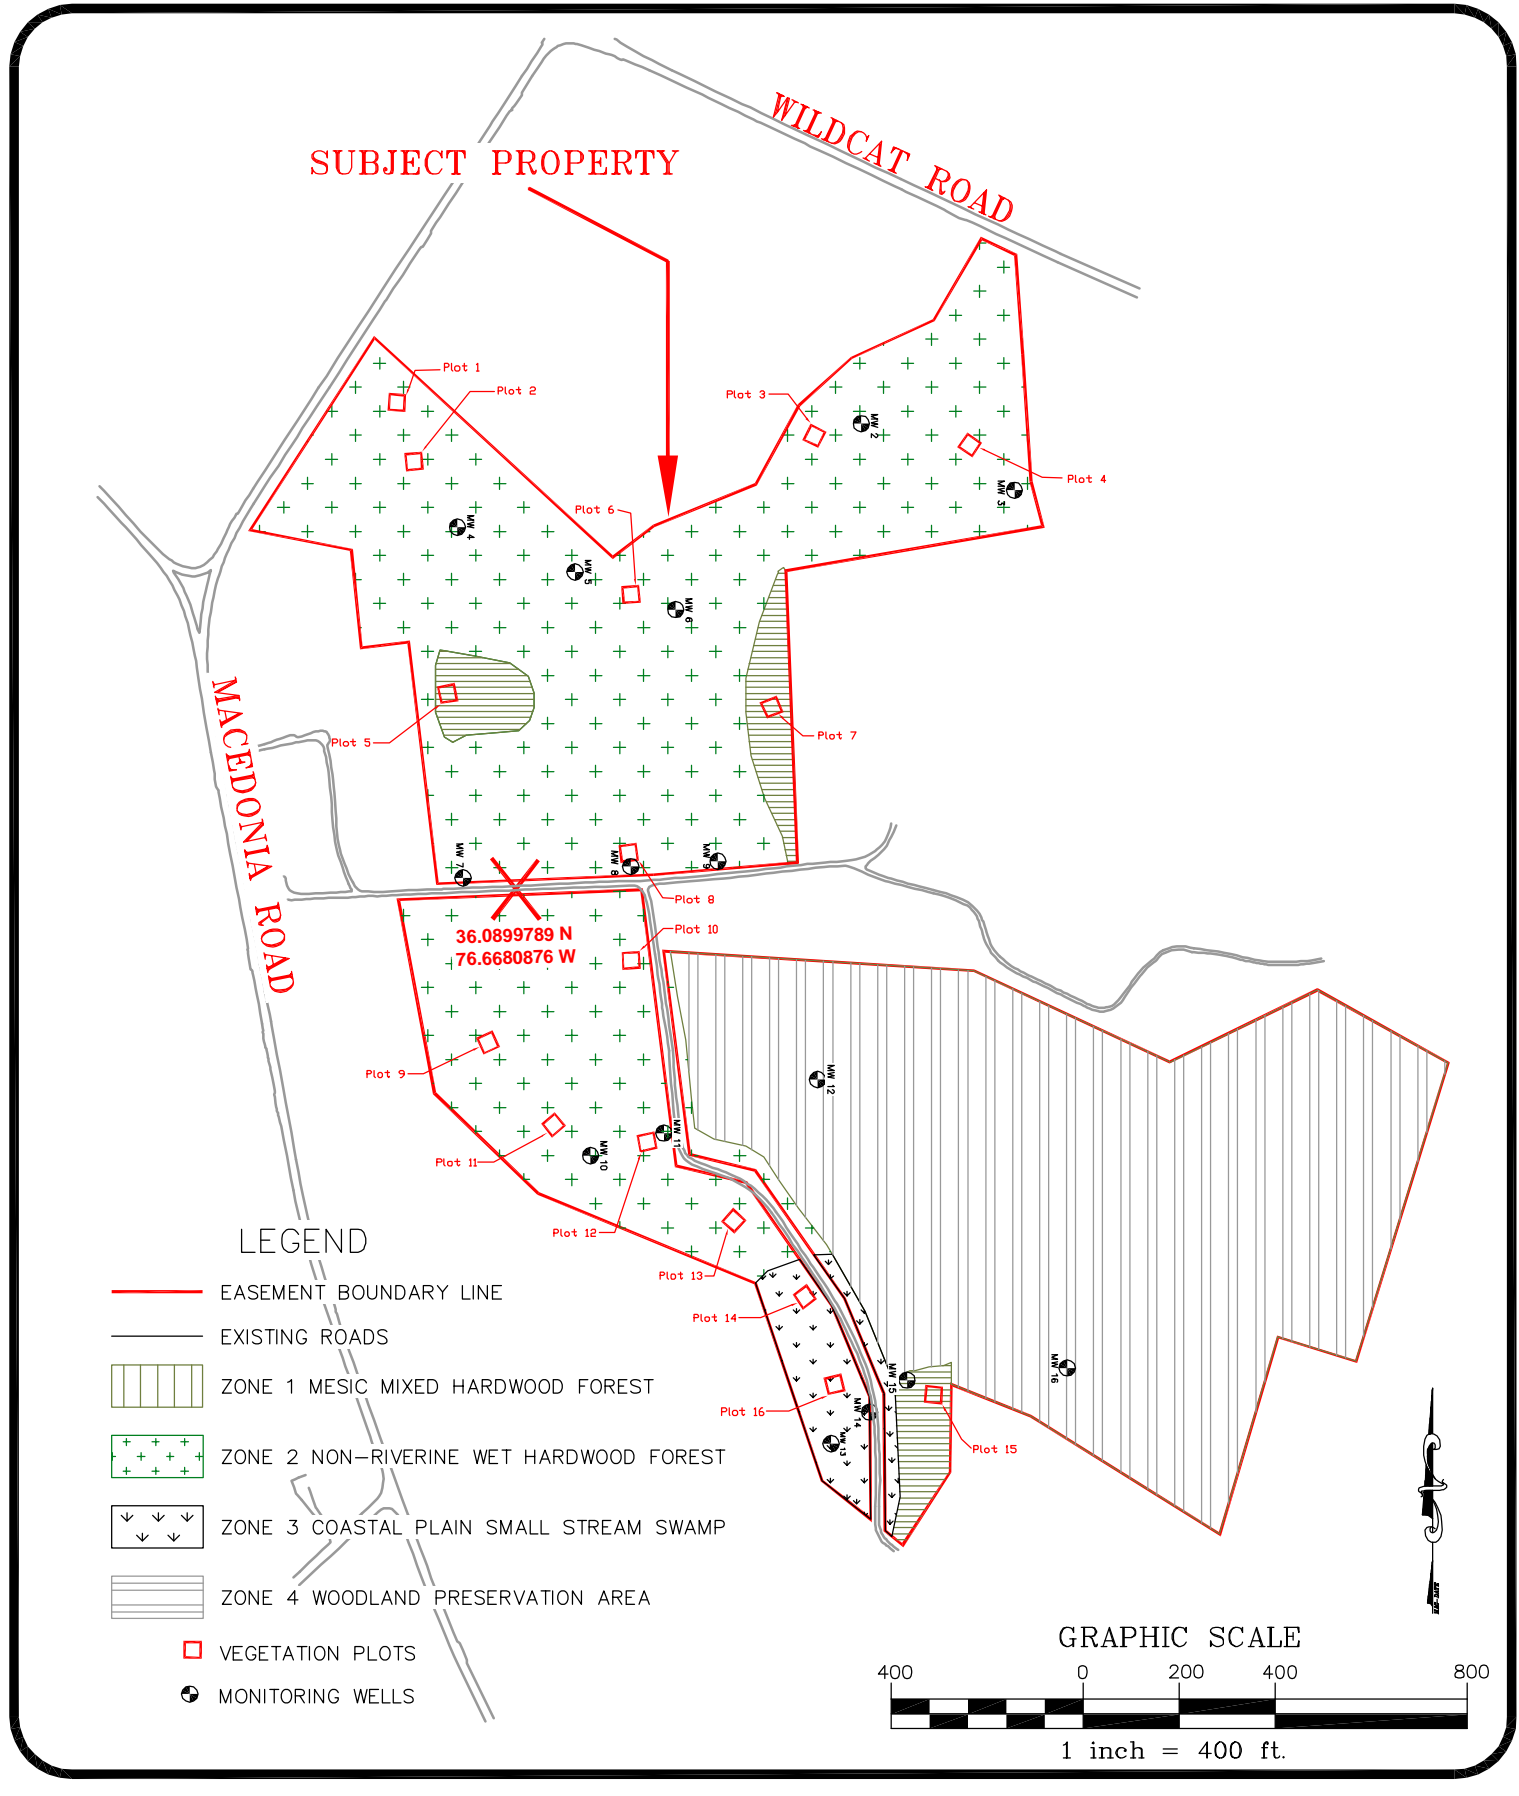 WILDCAT ROAD
SUBJECT PROPERTY
Plot 1
Plot 2
Plot 3
MW 2
Plot 4
MW 3
Plot 6
MW 4
MW 5
MW 6
MACEDONIA ROAD
Plot 5
Plot 7
MW 7
MW 8
MW 9
Plot 8
36.0899789 N
76.6680876 W
Plot 10
Plot 9
MW 12
MW 11
Plot 11
MW 10
Plot 12
Plot 13
Plot 14
MW 15
MW 16
Plot 16
MW 14
MW 13
Plot 15
LEGEND
EASEMENT BOUNDARY LINE
EXISTING ROADS
ZONE 1 MESIC MIXED HARDWOOD FOREST
ZONE 2 NON-RIVERINE WET HARDWOOD FOREST
ZONE 3 COASTAL PLAIN SMALL STREAM SWAMP
ZONE 4 WOODLAND PRESERVATION AREA
VEGETATION PLOTS
MONITORING WELLS
GRAPHIC SCALE
400 0 200 400 800
1 inch = 400 ft.